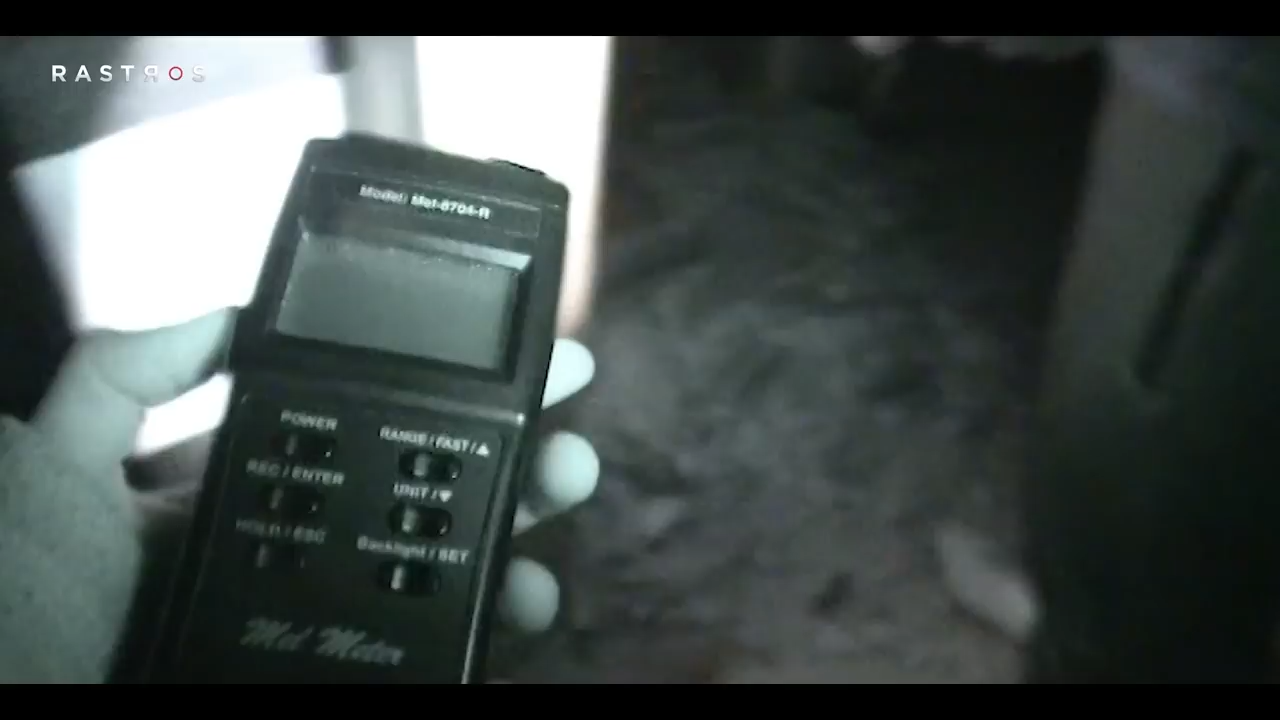 RASTROS
Model: Mel-8704-R
POWER
RANGE / FAST / ▲
REC / ENTER
UNIT / ▼
HOLD / ESC
Backlight / SET
Mel Meter